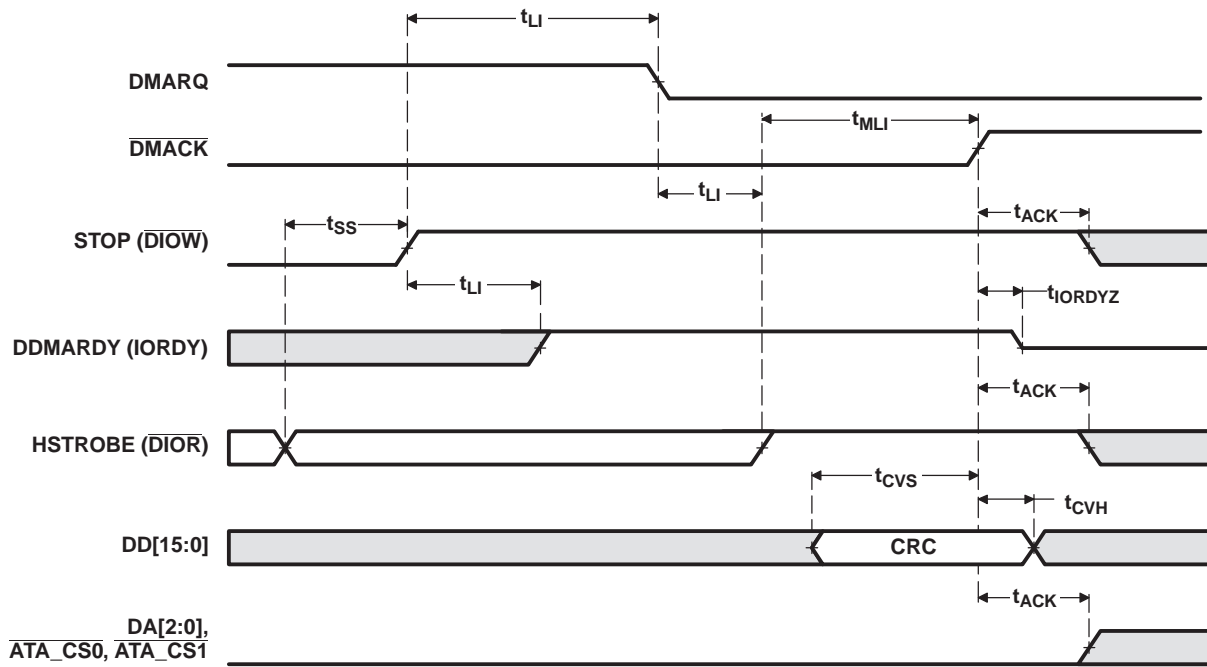 tLI
DMARQ
tMLI
DMACK
tLI
tSS
tACK
STOP (DIOW)
tLI
tIORDYZ
DDMARDY (IORDY)
tACK
HSTROBE (DIOR)
tCVS
tCVH
DD[15:0]
CRC
tACK
DA[2:0],
ATA_CS0, ATA_CS1